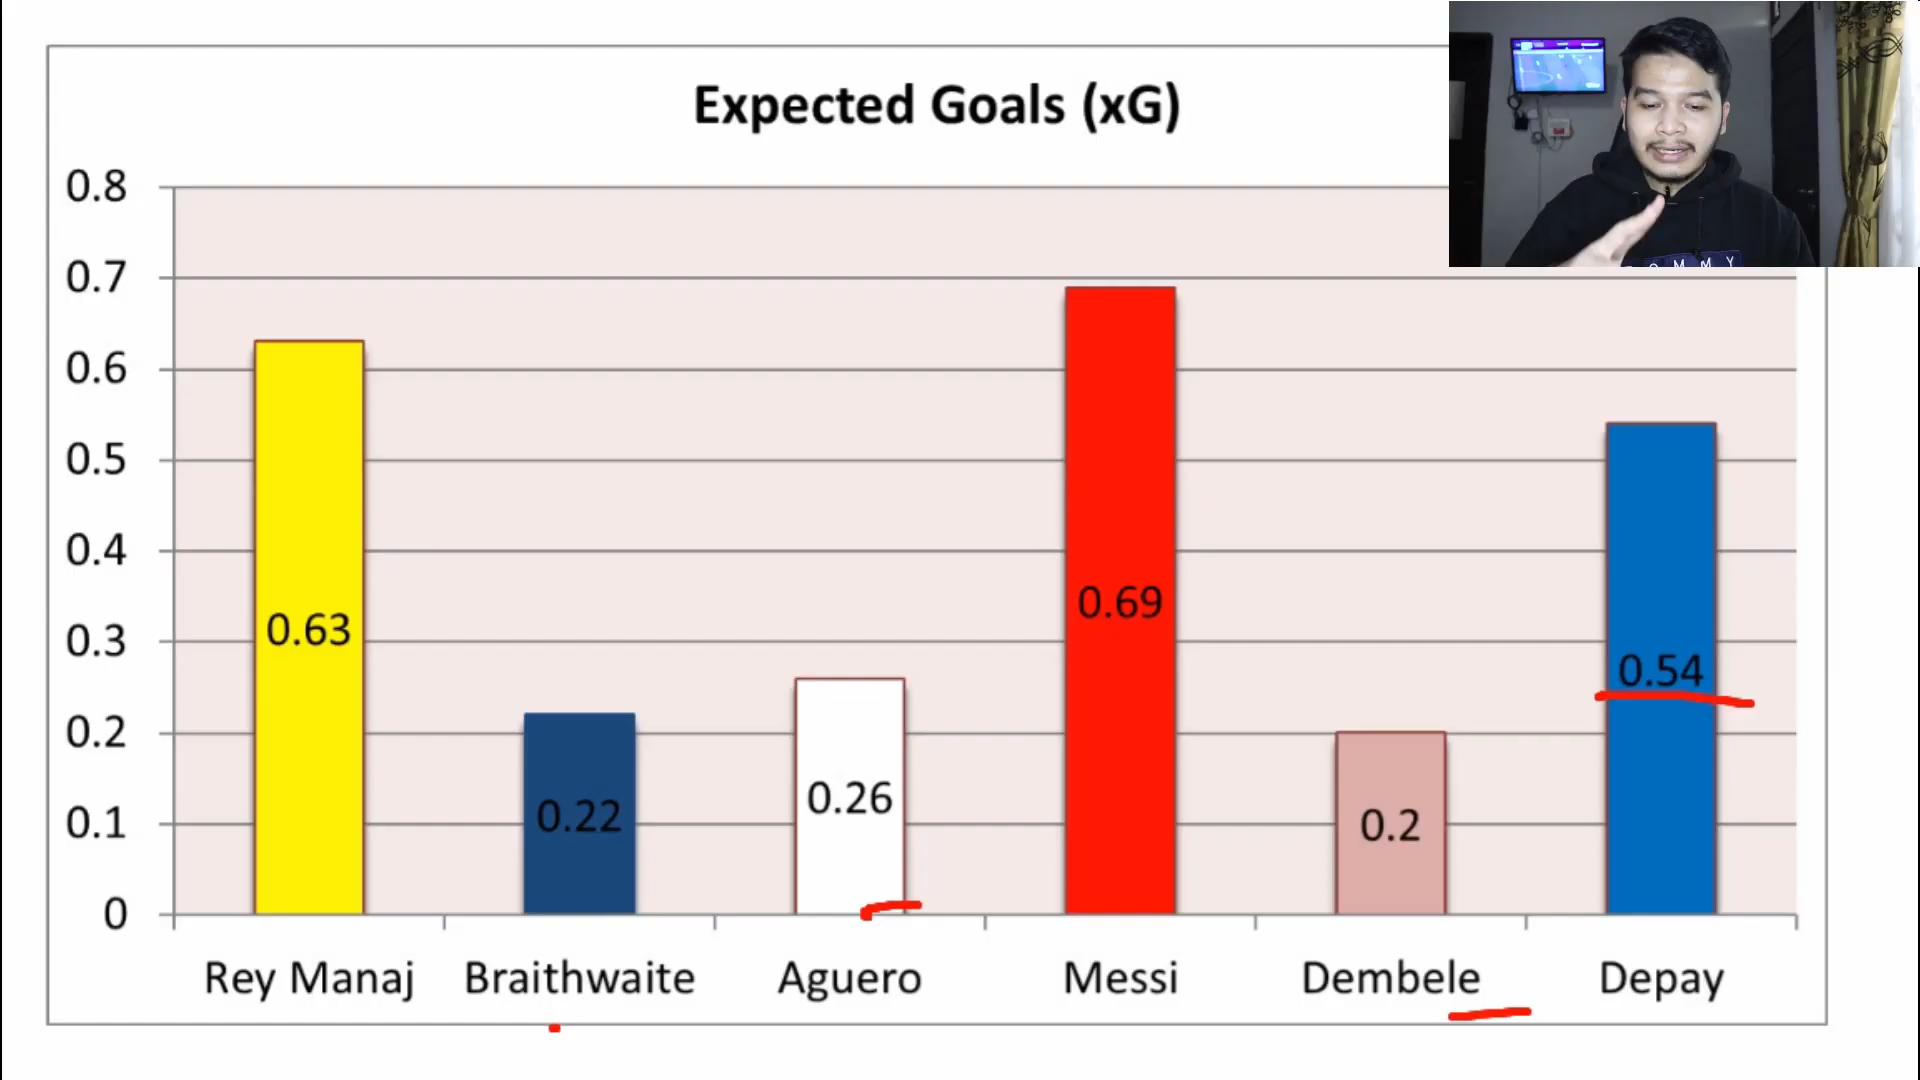 Expected Goals (xG)
0.8
0.7
0.6
0.5
0.4
0.3
0.2
0.1
0
0.63
0.22
0.26
0.69
0.2
0.54
Rey Manaj
Braithwaite
Aguero
Messi
Dembele
Depay
OMMY